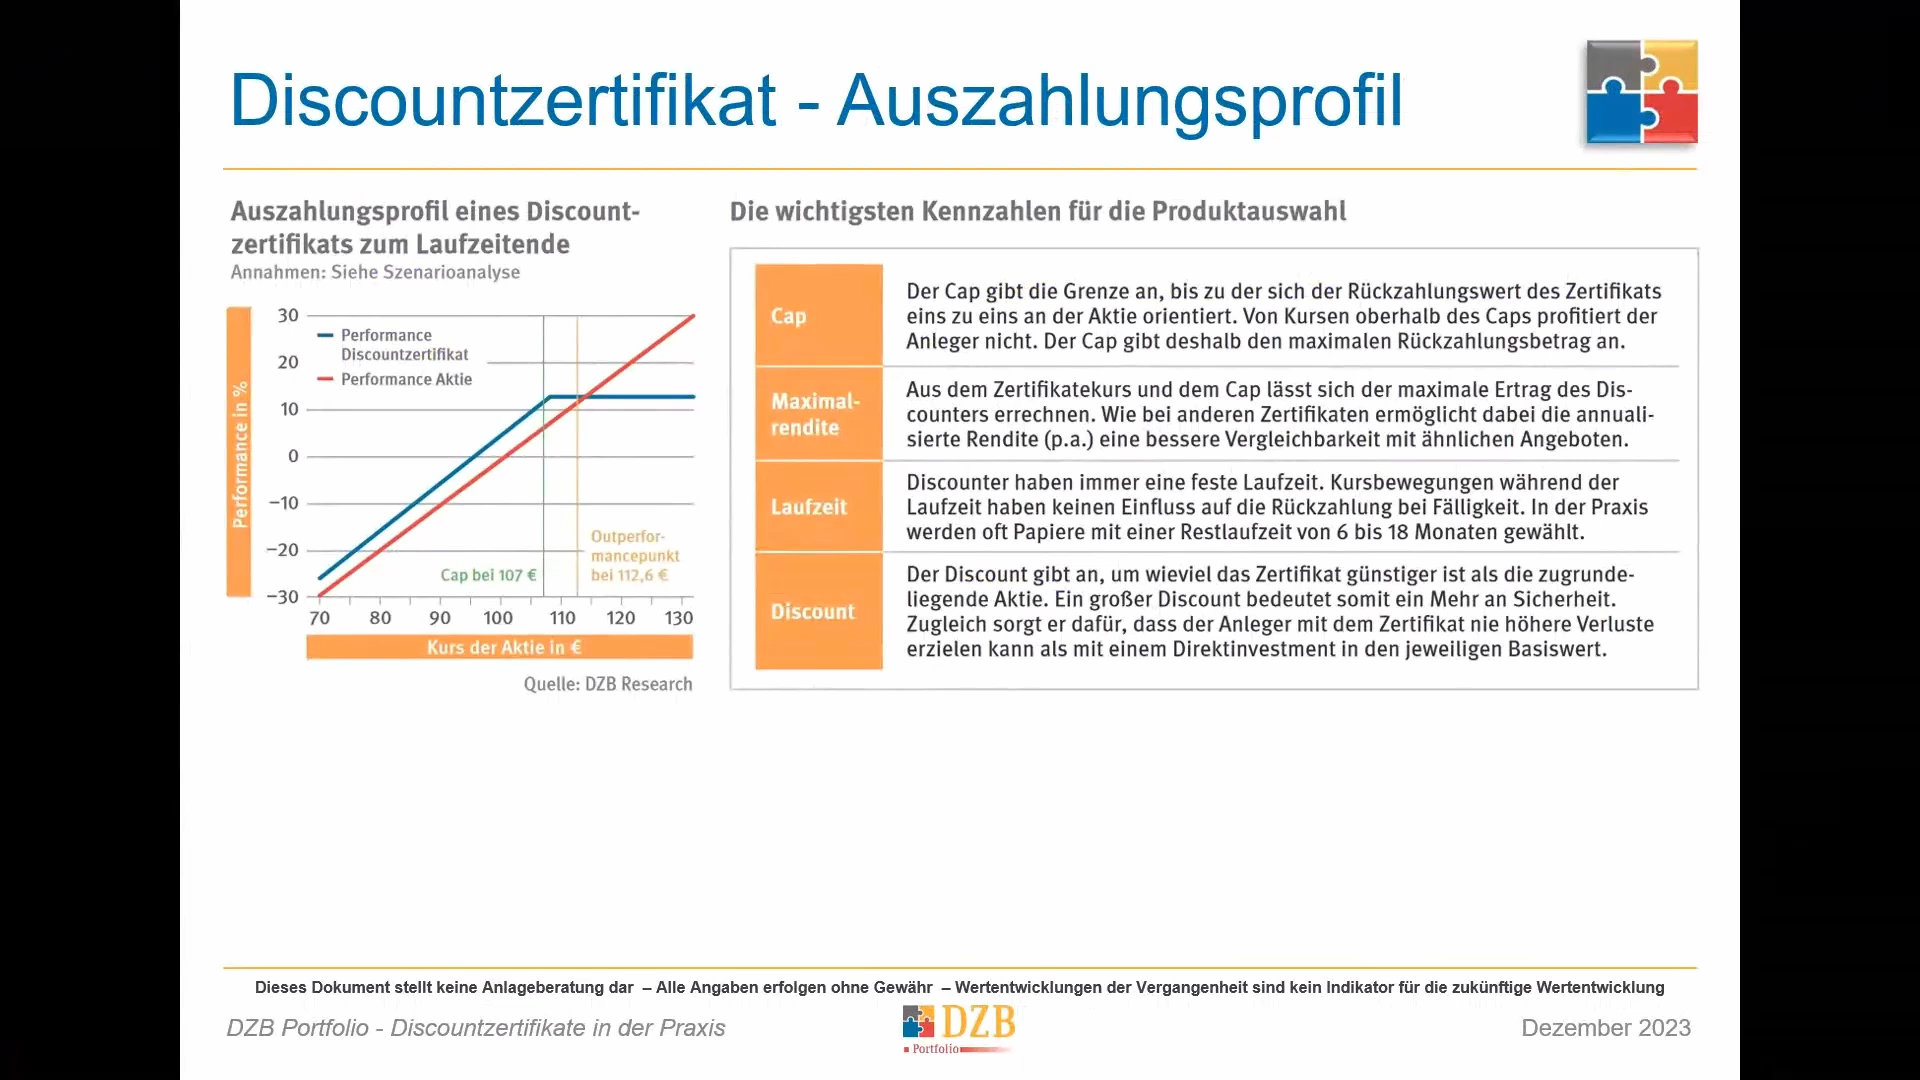 Discountzertifikat - Auszahlungsprofil
Auszahlungsprofil eines Discount-
zertifikats zum Laufzeitende
Annahmen: Siehe Szenarioanalyse
Performance in %
30
20
10
0
−10
−20
−30
Performance
Discountzertifikat
Performance Aktie
Cap bei 107 €
Outperfor-
mancepunkt
bei 112,6 €
70 80 90 100 110 120 130
Kurs der Aktie in €
Quelle: DZB Research
Die wichtigsten Kennzahlen für die Produktauswahl
Cap
Der Cap gibt die Grenze an, bis zu der sich der Rückzahlungswert des Zertifikats
eins zu eins an der Aktie orientiert. Von Kursen oberhalb des Caps profitiert der
Anleger nicht. Der Cap gibt deshalb den maximalen Rückzahlungsbetrag an.
Maximal-
rendite
Aus dem Zertifikatekurs und dem Cap lässt sich der maximale Ertrag des Dis-
counters errechnen. Wie bei anderen Zertifikaten ermöglicht dabei die annuali-
sierte Rendite (p.a.) eine bessere Vergleichbarkeit mit ähnlichen Angeboten.
Laufzeit
Discounter haben immer eine feste Laufzeit. Kursbewegungen während der
Laufzeit haben keinen Einfluss auf die Rückzahlung bei Fälligkeit. In der Praxis
werden oft Papiere mit einer Restlaufzeit von 6 bis 18 Monaten gewählt.
Discount
Der Discount gibt an, um wieviel das Zertifikat günstiger ist als die zugrunde-
liegende Aktie. Ein großer Discount bedeutet somit ein Mehr an Sicherheit.
Zugleich sorgt er dafür, dass der Anleger mit dem Zertifikat nie höhere Verluste
erzielen kann als mit einem Direktinvestment in den jeweiligen Basiswert.
Dieses Dokument stellt keine Anlageberatung dar – Alle Angaben erfolgen ohne Gewähr – Wertentwicklungen der Vergangenheit sind kein Indikator für die zukünftige Wertentwicklung
DZB Portfolio - Discountzertifikate in der Praxis
DZB
Portfolio
Dezember 2023